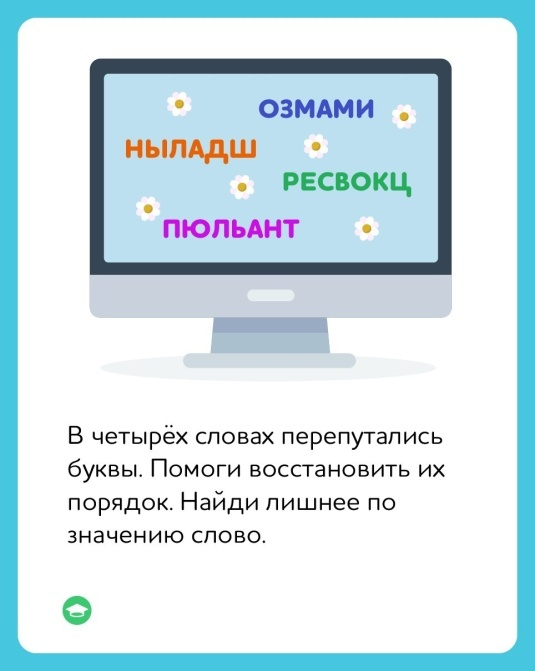 ОЗМАМИ
НЫЛАДШ
РЕСВОКЦ
ПЮЛЬАНТ
В четырёх словах перепутались
буквы. Помоги восстановить их
порядок. Найди лишнее по
значению слово.